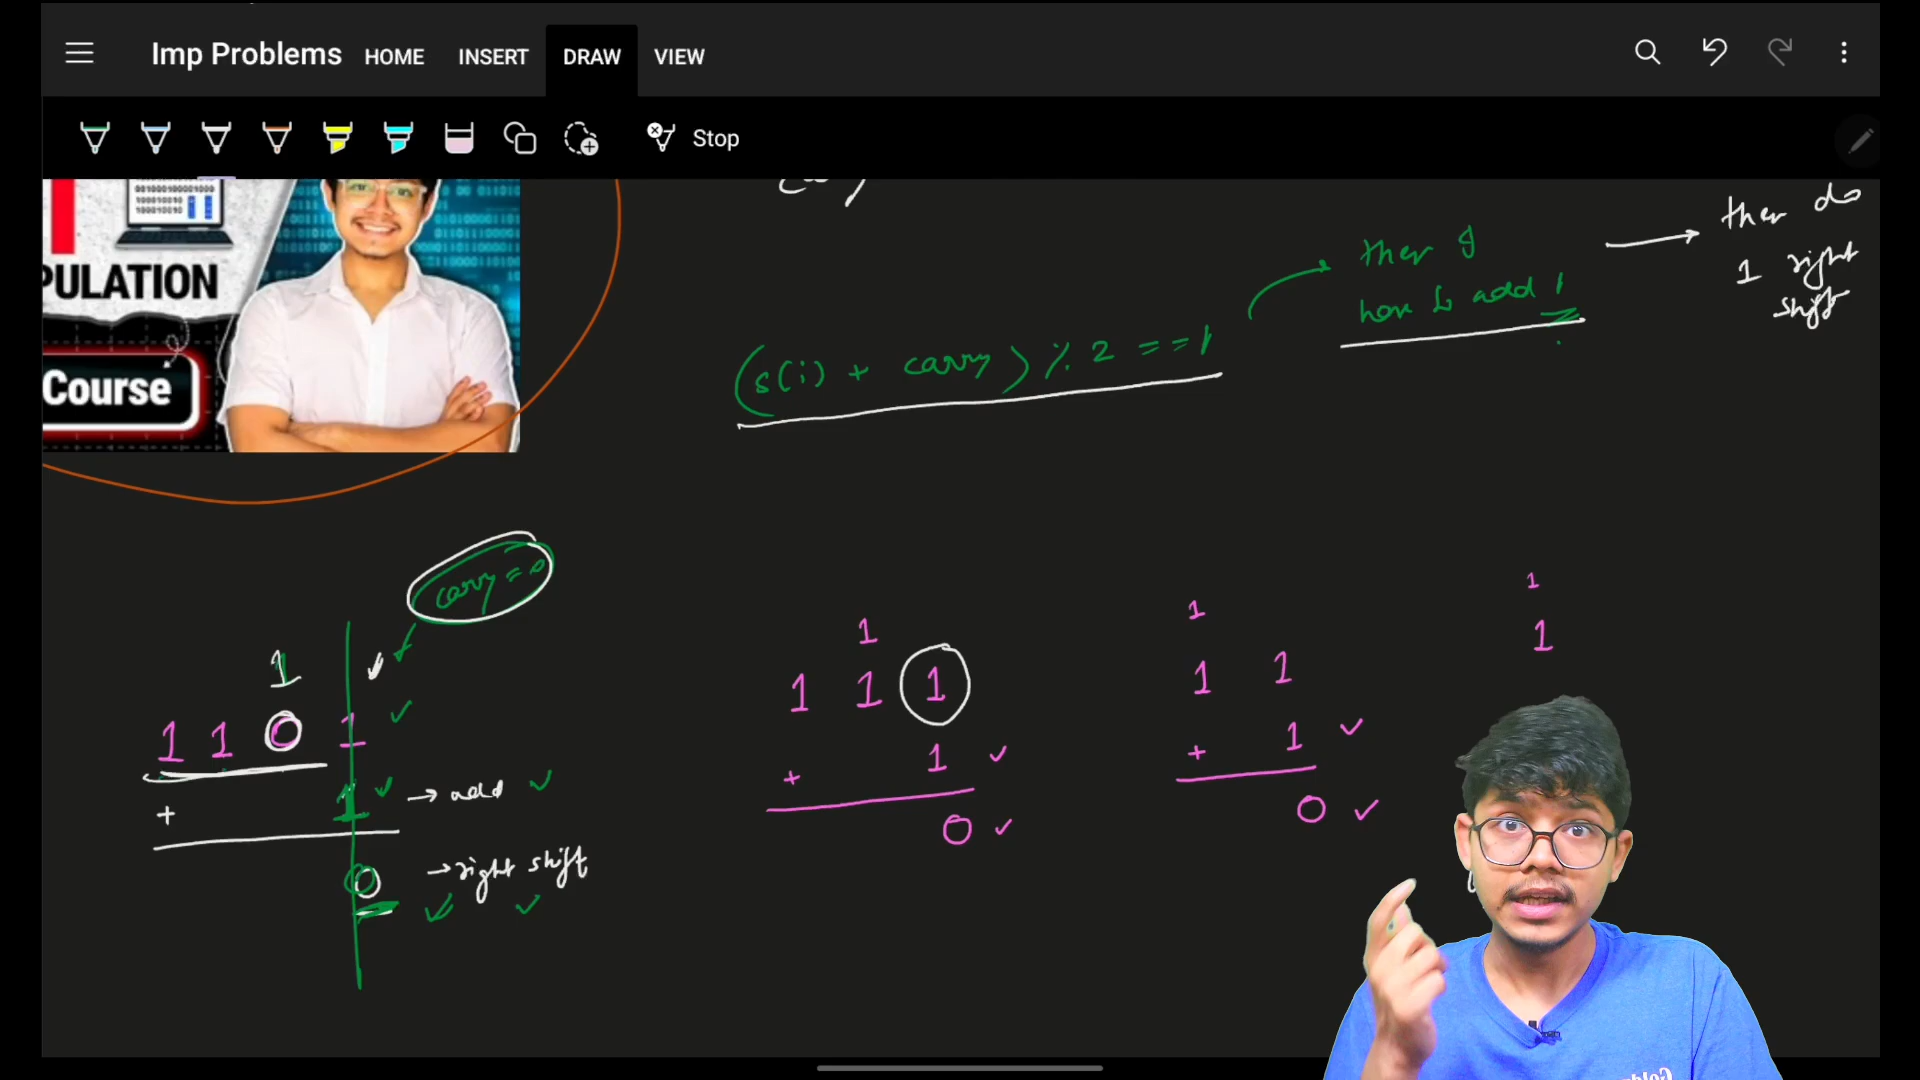 Imp Problems HOME INSERT DRAW VIEW
Stop
PULATION
Course
then do
1 right
shift
then I
have to add 1
(s(i) + carry) % 2 == 1
carry = 0
1
1 1 0 1
+ 1 → add
0 → right shift
1
1 1 1
+ 1
0
1
1 1
+ 1
0
1
1